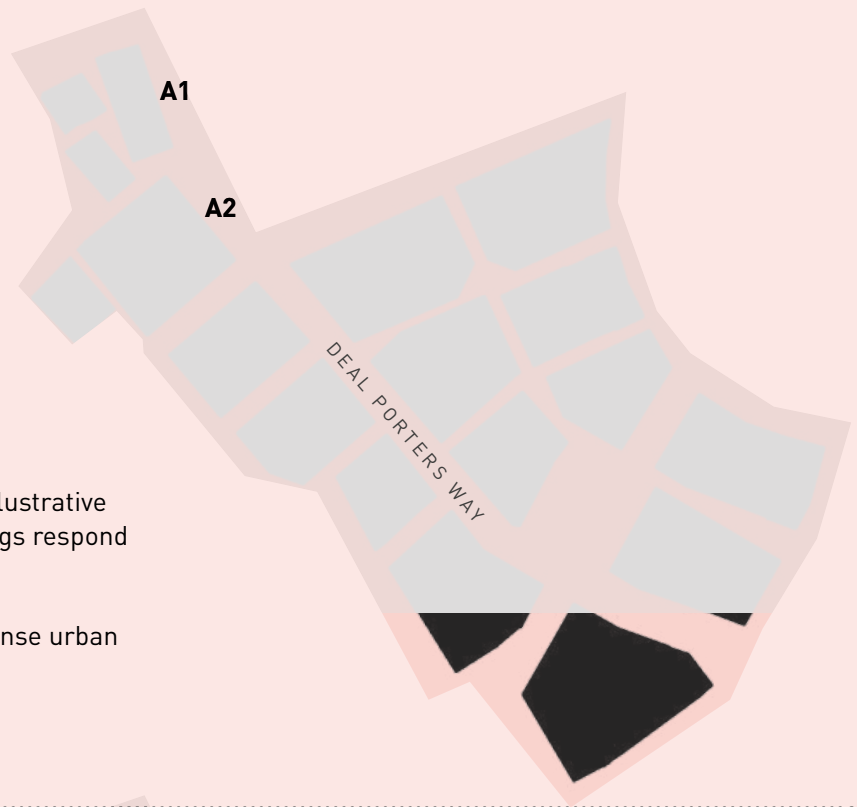 A1
A2
DEAL PORTERS WAY
lustrative
gs respond
nse urban